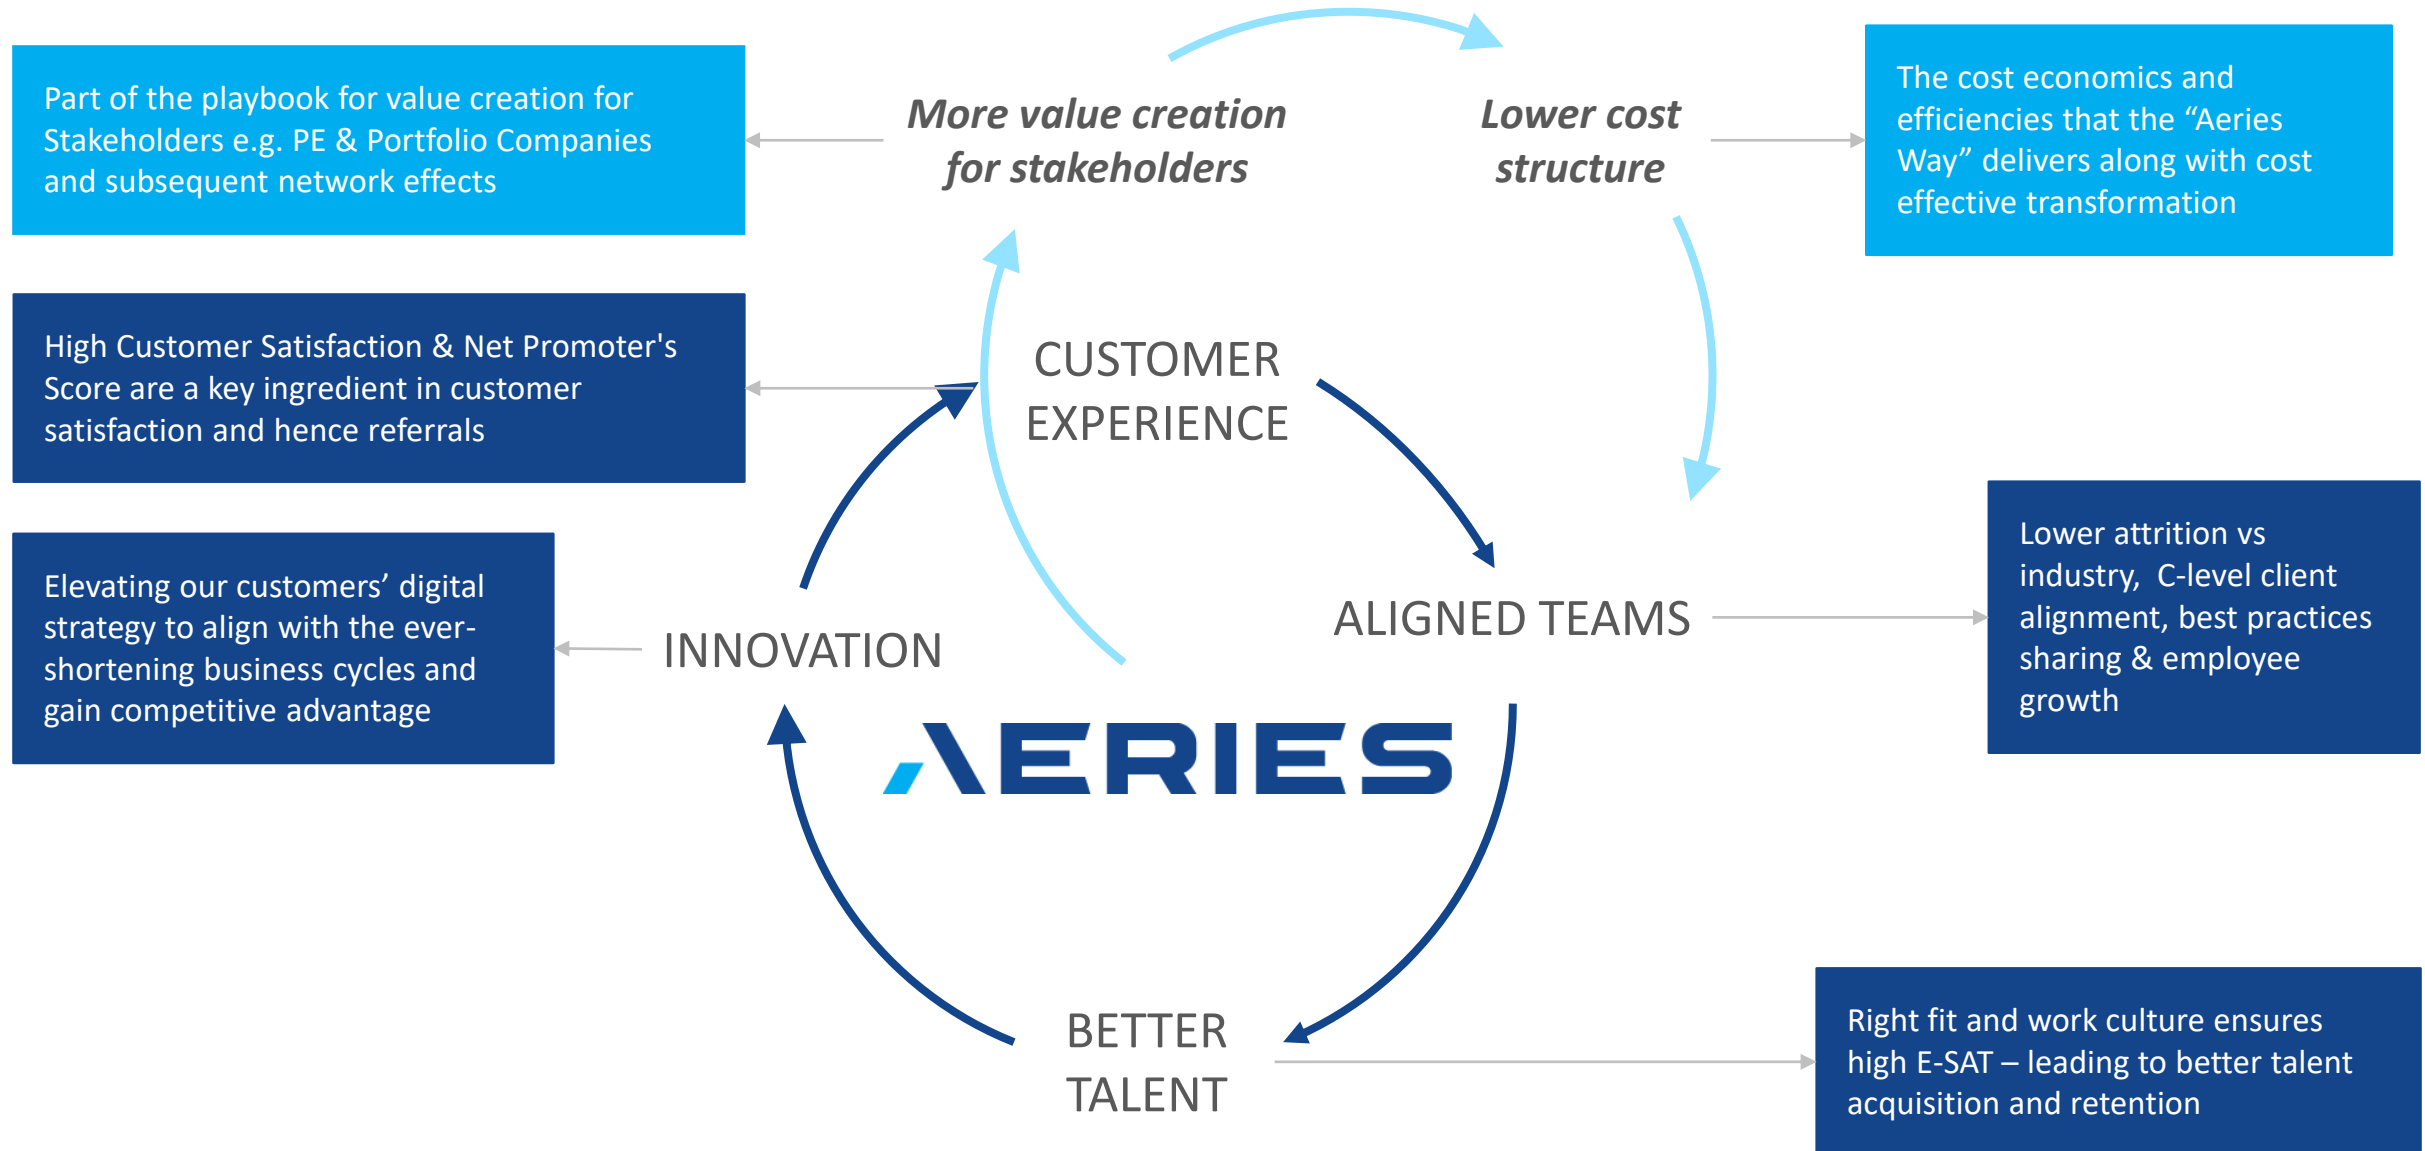 Part of the playbook for value creation for
Stakeholders e.g. PE & Portfolio Companies
and subsequent network effects
More value creation
for stakeholders
Lower cost
structure
The cost economics and
efficiencies that the “Aeries
Way” delivers along with cost
effective transformation
High Customer Satisfaction & Net Promoter's
Score are a key ingredient in customer
satisfaction and hence referrals
CUSTOMER
EXPERIENCE
Elevating our customers’ digital
strategy to align with the ever-
shortening business cycles and
gain competitive advantage
INNOVATION
ALIGNED TEAMS
Lower attrition vs
industry,  C-level client
alignment, best practices
sharing & employee
growth
AERIES
BETTER
TALENT
Right fit and work culture ensures
high E-SAT – leading to better talent
acquisition and retention